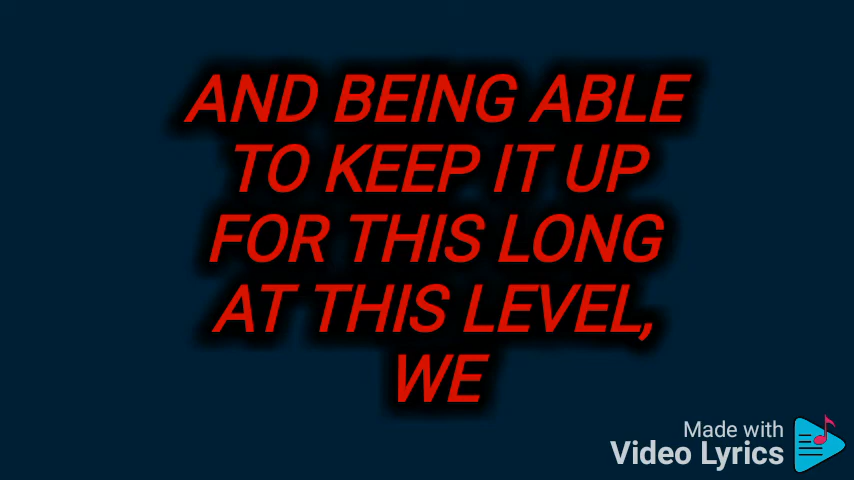 AND BEING ABLE
TO KEEP IT UP
FOR THIS LONG
AT THIS LEVEL,
WE
Made with
Video Lyrics